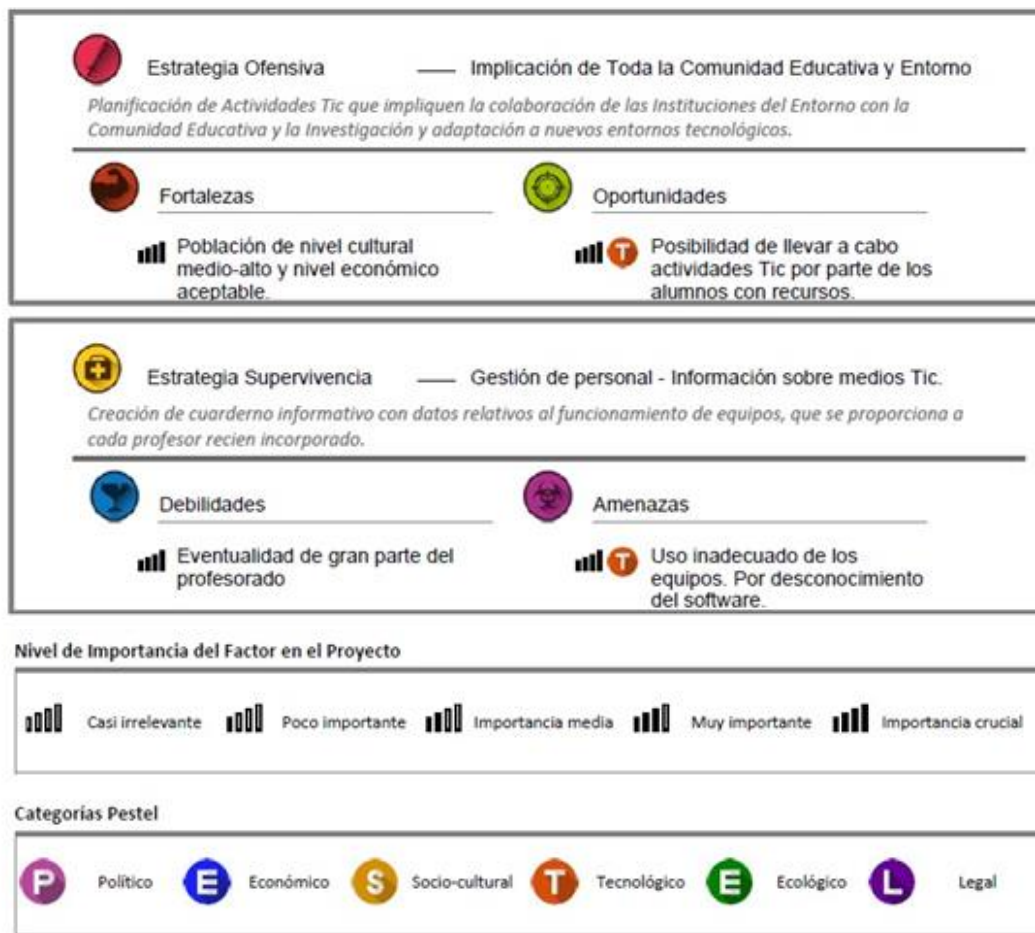 Estrategia Ofensiva — Implicación de Toda la Comunidad Educativa y Entorno
Planificación de Actividades Tic que impliquen la colaboración de las Instituciones del Entorno con la
Comunidad Educativa y la Investigación y adaptación a nuevos entornos tecnológicos.
Fortalezas
Población de nivel cultural
medio-alto y nivel económico
aceptable.
Oportunidades
T Posibilidad de llevar a cabo
actividades Tic por parte de los
alumnos con recursos.
Estrategia Supervivencia — Gestión de personal - Información sobre medios Tic.
Creación de cuarderno informativo con datos relativos al funcionamiento de equipos, que se proporciona a
cada profesor recien incorporado.
Debilidades
Eventualidad de gran parte del
profesorado
Amenazas
T Uso inadecuado de los
equipos. Por desconocimiento
del software.
Nivel de Importancia del Factor en el Proyecto
Casi irrelevante Poco importante Importancia media Muy importante Importancia crucial
Categorías Pestel
P Político E Económico S Socio-cultural T Tecnológico E Ecológico L Legal